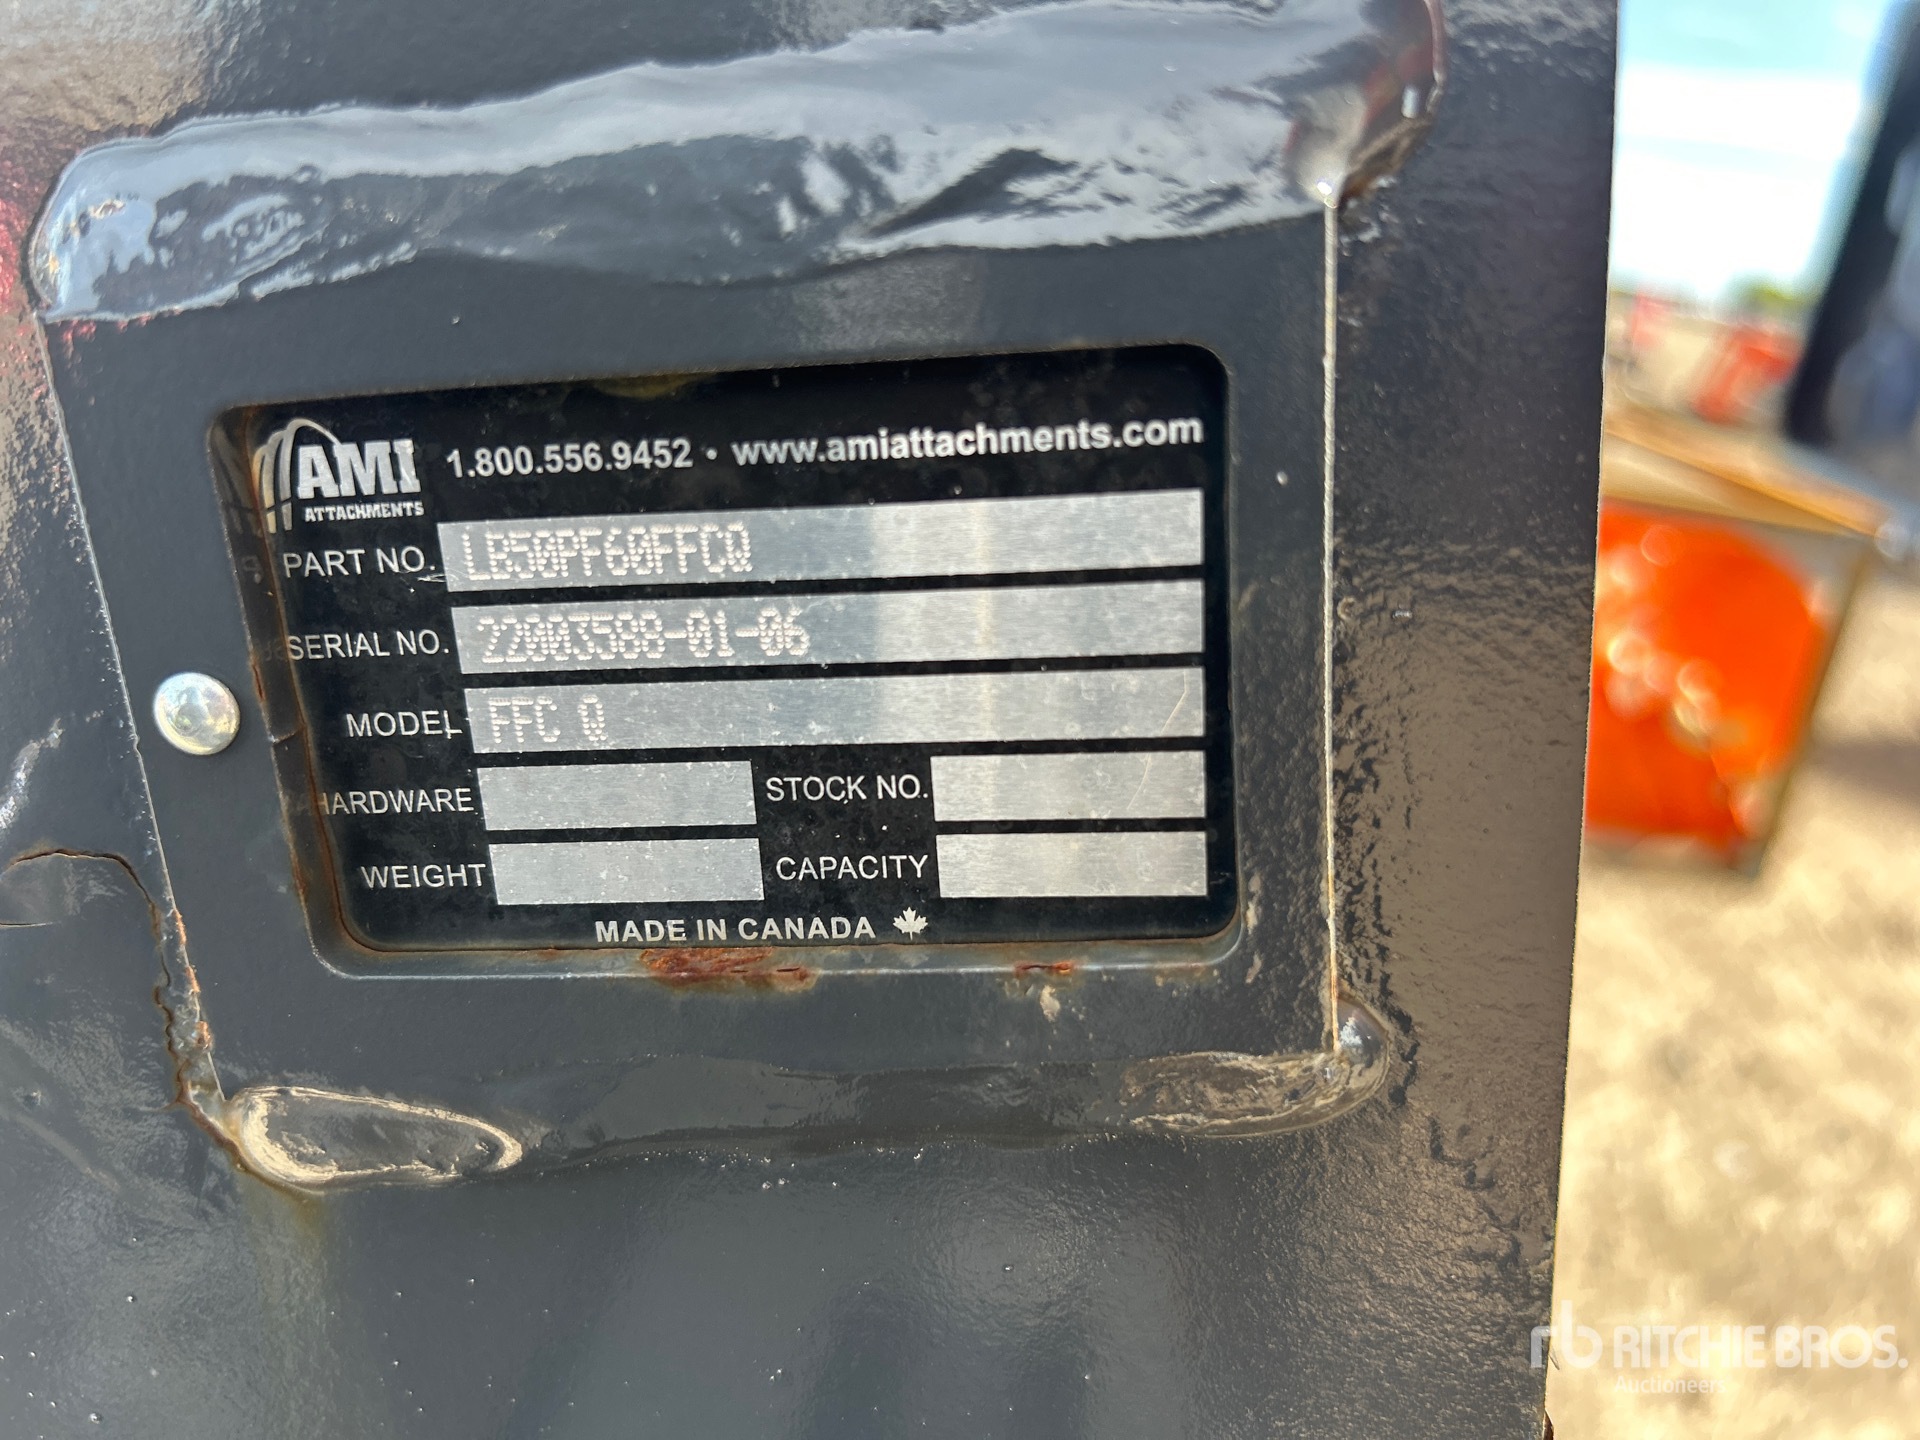 AMI
ATTACHMENTS
1.800.556.9452 • www.amiattachments.com
PART NO. LB50PF60FFCQ
SERIAL NO. 22003588-01-06
MODEL FFC Q
HARDWARE
STOCK NO.
WEIGHT
CAPACITY
MADE IN CANADA
rb RITCHIE BROS.
Auctioneers